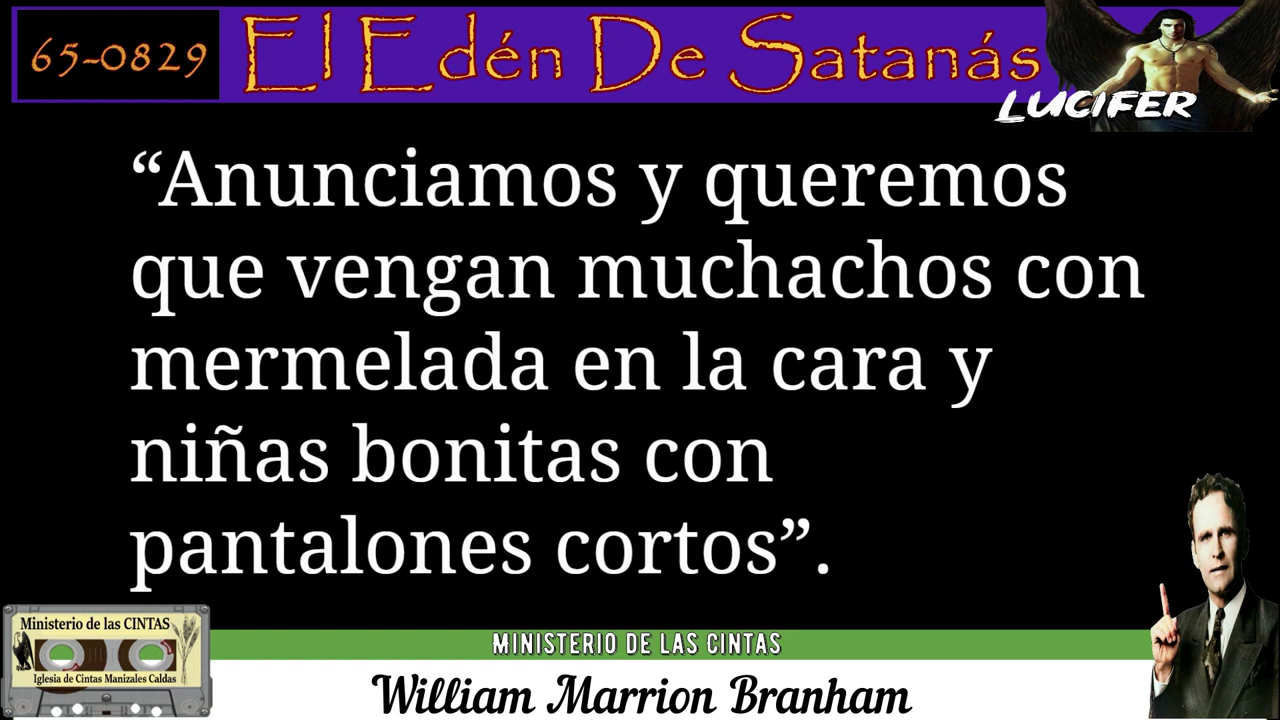 65-0829
El Edén De Satanás
LUCIFER
“Anunciamos y queremos
que vengan muchachos con
mermelada en la cara y
niñas bonitas con
pantalones cortos”.
Ministerio de las CINTAS
Iglesia de Cintas Manizales Caldas
MINISTERIO DE LAS CINTAS
William Marrion Branham